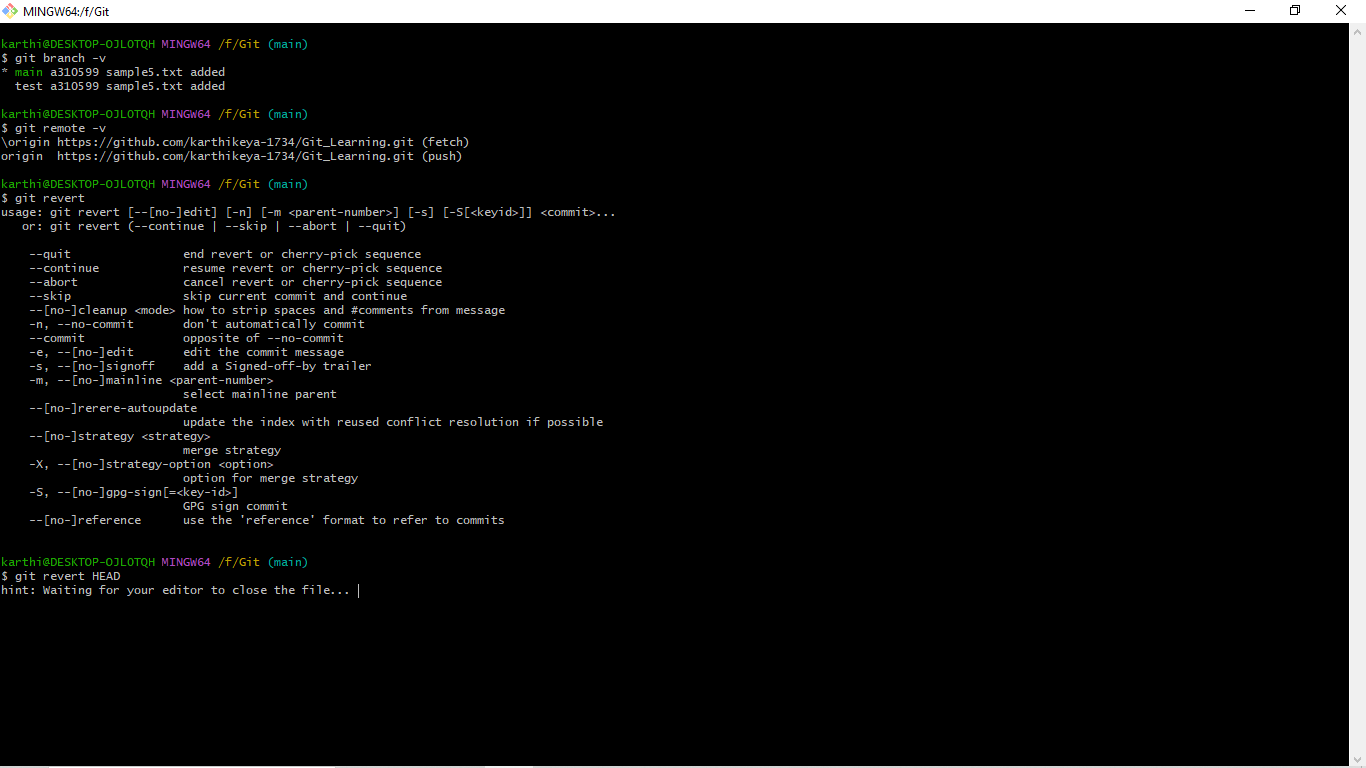 MINGW64:/f/Git
karthi@DESKTOP-OJLOTQH MINGW64 /f/Git (main)
$ git branch -v
* main a310599 sample5.txt added
  test a310599 sample5.txt added
karthi@DESKTOP-OJLOTQH MINGW64 /f/Git (main)
$ git remote -v
\origin https://github.com/karthikeya-1734/Git_Learning.git (fetch)
origin  https://github.com/karthikeya-1734/Git_Learning.git (push)
karthi@DESKTOP-OJLOTQH MINGW64 /f/Git (main)
$ git revert
usage: git revert [--[no-]edit] [-n] [-m <parent-number>] [-s] [-S[<keyid>]] <commit>...
   or: git revert (--continue | --skip | --abort | --quit)
    --quit                end revert or cherry-pick sequence
    --continue            resume revert or cherry-pick sequence
    --abort               cancel revert or cherry-pick sequence
    --skip                skip current commit and continue
    --[no-]cleanup <mode> how to strip spaces and #comments from message
    -n, --no-commit       don't automatically commit
    --commit              opposite of --no-commit
    -e, --[no-]edit       edit the commit message
    -s, --[no-]signoff    add a Signed-off-by trailer
    -m, --[no-]mainline <parent-number>
                          select mainline parent
    --[no-]rerere-autoupdate
                          update the index with reused conflict resolution if possible
    --[no-]strategy <strategy>
                          merge strategy
    -X, --[no-]strategy-option <option>
                          option for merge strategy
    -S, --[no-]gpg-sign[=<key-id>]
                          GPG sign commit
    --[no-]reference      use the 'reference' format to refer to commits
karthi@DESKTOP-OJLOTQH MINGW64 /f/Git (main)
$ git revert HEAD
hint: Waiting for your editor to close the file...